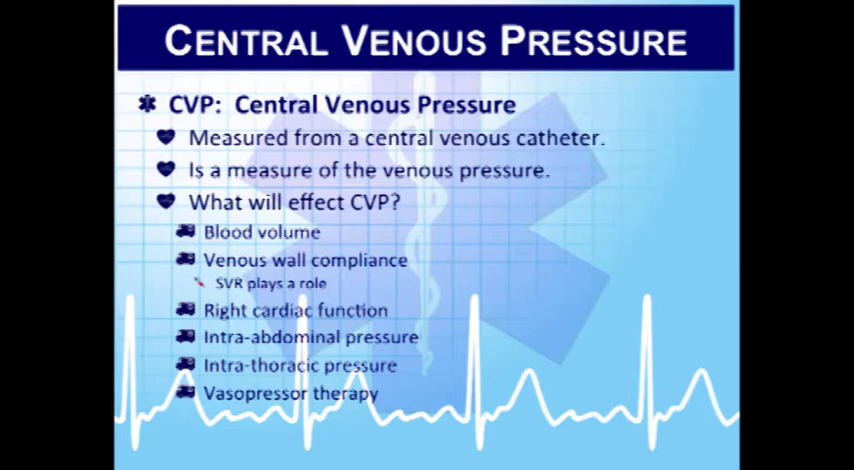 CENTRAL VENOUS PRESSURE
CVP: Central Venous Pressure
Measured from a central venous catheter.
Is a measure of the venous pressure.
What will effect CVP?
Blood volume
Venous wall compliance
SVR plays a role
Right cardiac function
Intra-abdominal pressure
Intra-thoracic pressure
Vasopressor therapy